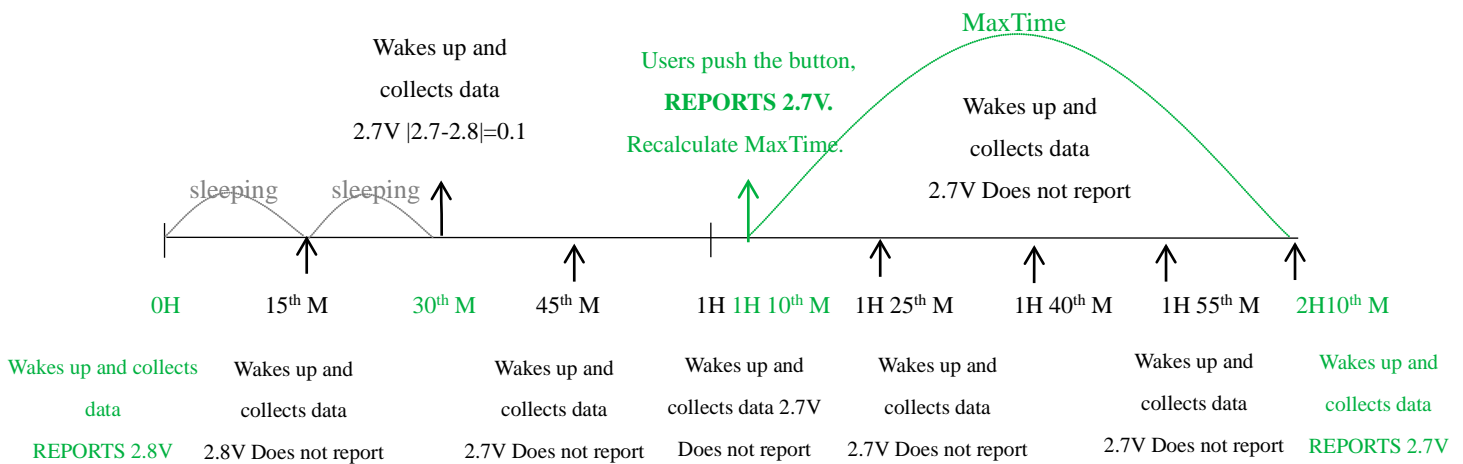 MaxTime
Wakes up and
collects data
2.7V |2.7-2.8|=0.1
Users push the button,
REPORTS 2.7V.
Recalculate MaxTime.
Wakes up and
collects data
2.7V Does not report
sleeping
sleeping
0H
15th M
30th M
45th M
1H
1H 10th M
1H 25th M
1H 40th M
1H 55th M
2H10th M
Wakes up and collects
data
REPORTS 2.8V
Wakes up and
collects data
2.8V Does not report
Wakes up and
collects data
2.7V Does not report
Wakes up and
collects data 2.7V
Does not report
Wakes up and
collects data
2.7V Does not report
Wakes up and
collects data
2.7V Does not report
Wakes up and
collects data
REPORTS 2.7V